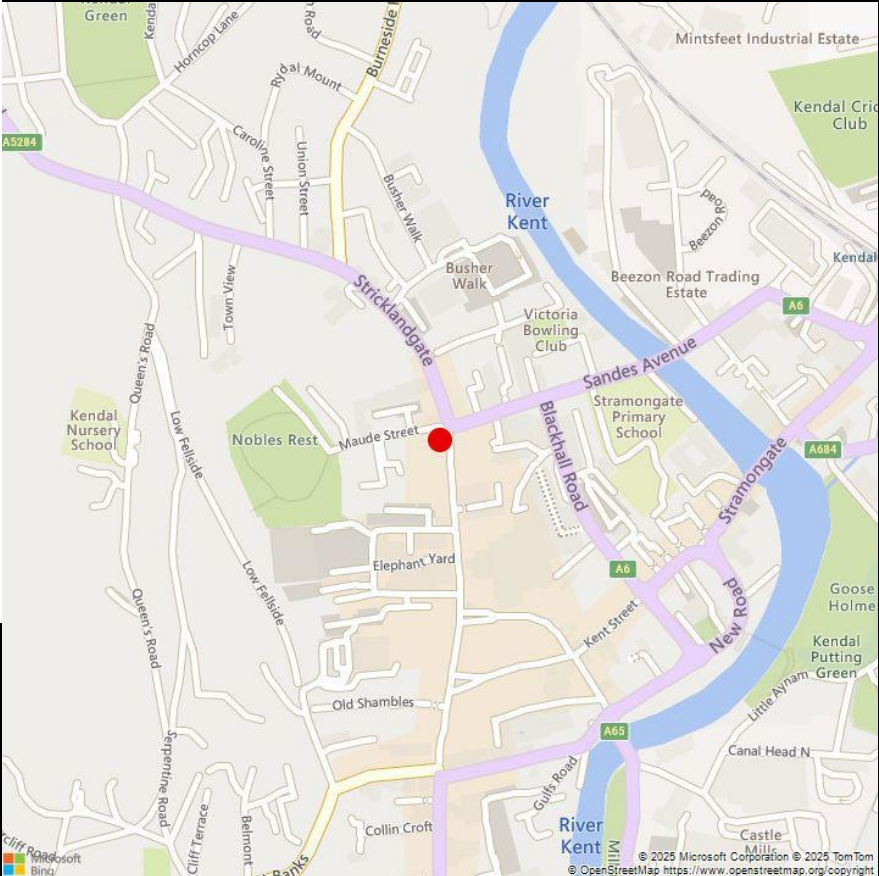 Kendal
Green
Horncop Lane
Road
Burneside
Rydal Mount
Mintsfeet Industrial Estate
Kendal
Club
A5284
Caroline Street
Union Street
Busher Walk
River
Kent
Beezon Road
Kendal
Busher
Walk
Beezon Road Trading
Estate
A6
Town View
Stricklandgate
Victoria
Bowling
Club
Queen's Road
Sandes Avenue
Kendal
Nursery
School
Low Fellside
Nobles Rest
Maude Street
Blackhall Road
Stramongate
Primary
School
A684
Stramongate
Elephant Yard
A6
Low Fellside
Queen's Road
Kent Street
New Road
Goose
Holme
Kendal
Putting
Green
Little Aynam
Old Shambles
A65
Serpentine Road
Canal Head N
Gulfs Road
Cliff Terrace
Belmont
Collin Croft
River
Kent
Castle
Mills
Banks
Microsoft
Bing
© 2025 Microsoft Corporation © 2025 TomTom
© OpenStreetMap https://www.openstreetmap.org/copyright